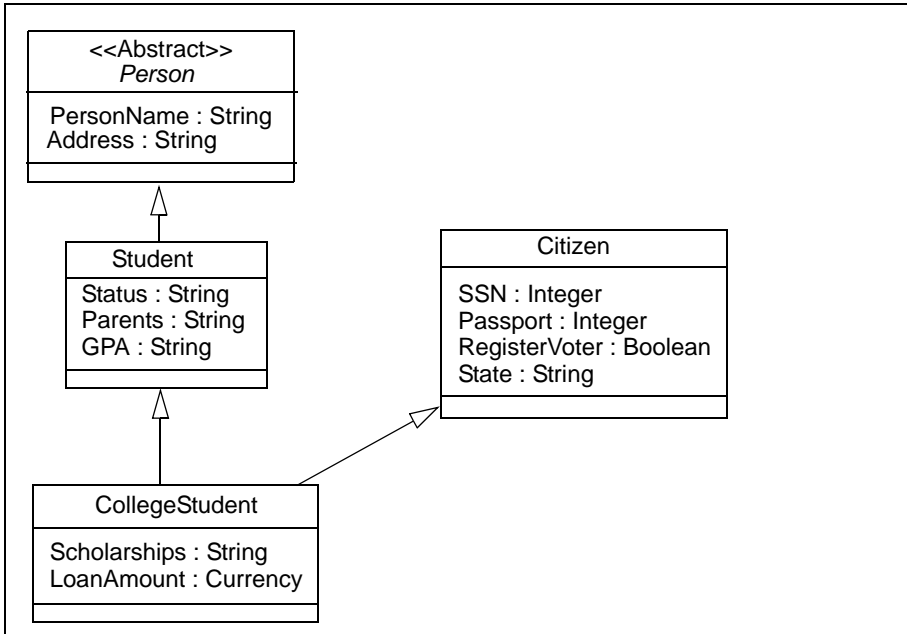 <<Abstract>>
Person
PersonName : String
Address : String
Student
Status : String
Parents : String
GPA : String
Citizen
SSN : Integer
Passport : Integer
RegisterVoter : Boolean
State : String
CollegeStudent
Scholarships : String
LoanAmount : Currency